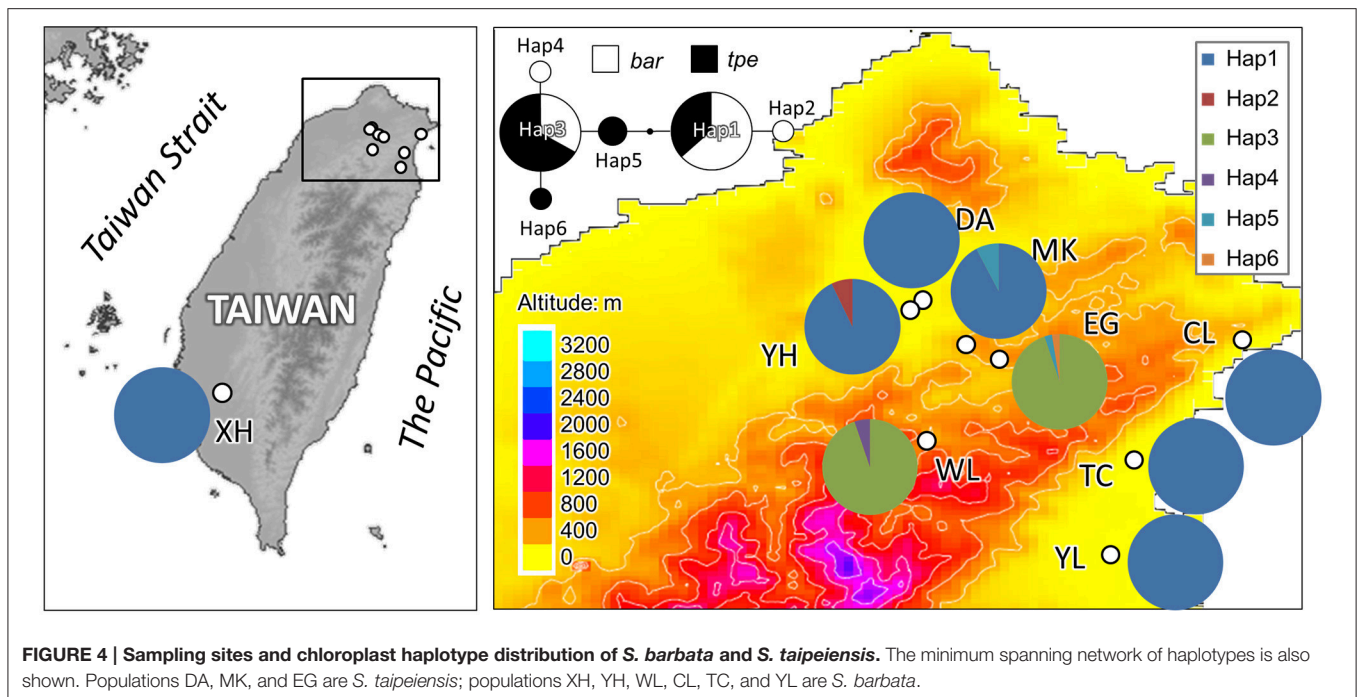 Taiwan Strait
TAIWAN
The Pacific
XH
Hap4
bar
tpe
Hap3
Hap5
Hap1
Hap2
Hap6
Hap1
Hap2
Hap3
Hap4
Hap5
Hap6
DA
MK
EG
CL
YH
WL
TC
YL
Altitude: m
3200
2800
2400
2000
1600
1200
800
400
0
FIGURE 4 | Sampling sites and chloroplast haplotype distribution of S. barbata and S. taipeiensis. The minimum spanning network of haplotypes is also
shown. Populations DA, MK, and EG are S. taipeiensis; populations XH, YH, WL, CL, TC, and YL are S. barbata.